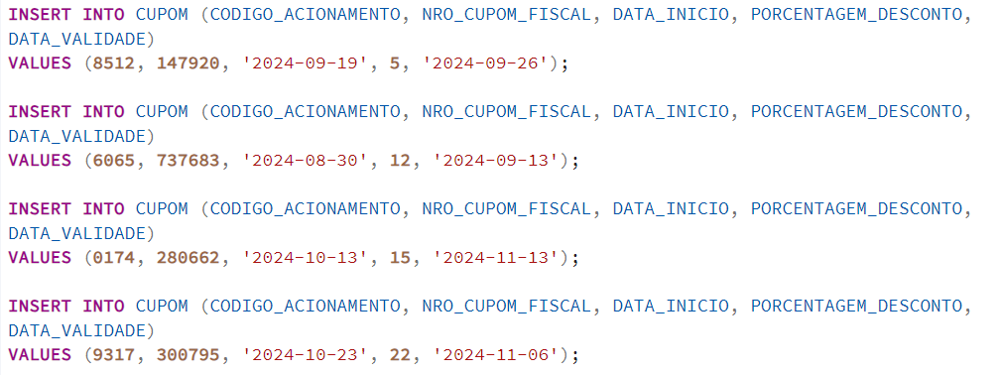 INSERT INTO CUPOM (CODIGO_ACIONAMENTO, NRO_CUPOM_FISCAL, DATA_INICIO, PORCENTAGEM_DESCONTO,
DATA_VALIDADE)
VALUES (8512, 147920, '2024-09-19', 5, '2024-09-26');
INSERT INTO CUPOM (CODIGO_ACIONAMENTO, NRO_CUPOM_FISCAL, DATA_INICIO, PORCENTAGEM_DESCONTO,
DATA_VALIDADE)
VALUES (6065, 737683, '2024-08-30', 12, '2024-09-13');
INSERT INTO CUPOM (CODIGO_ACIONAMENTO, NRO_CUPOM_FISCAL, DATA_INICIO, PORCENTAGEM_DESCONTO,
DATA_VALIDADE)
VALUES (0174, 280662, '2024-10-13', 15, '2024-11-13');
INSERT INTO CUPOM (CODIGO_ACIONAMENTO, NRO_CUPOM_FISCAL, DATA_INICIO, PORCENTAGEM_DESCONTO,
DATA_VALIDADE)
VALUES (9317, 300795, '2024-10-23', 22, '2024-11-06');